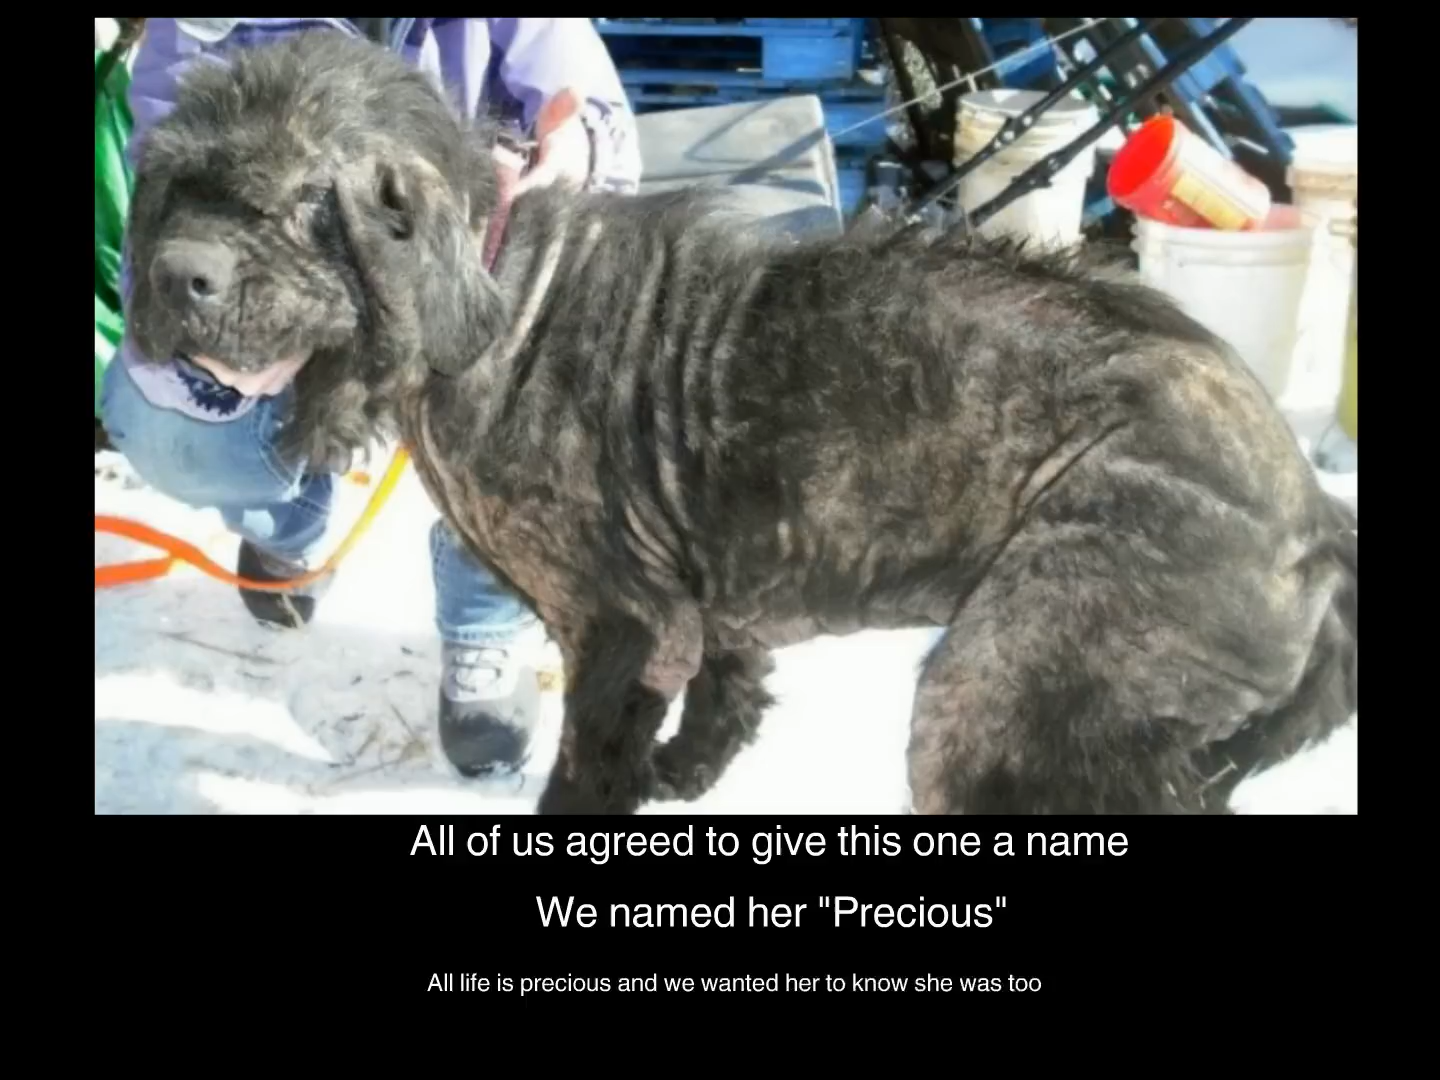 All of us agreed to give this one a name
We named her "Precious"
All life is precious and we wanted her to know she was too